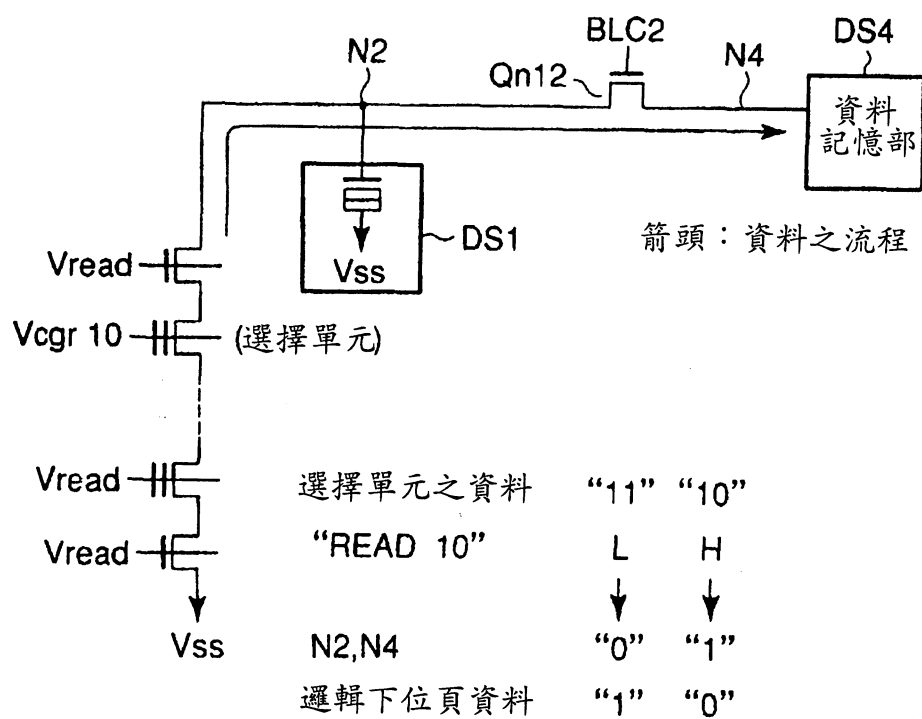 BLC2
DS4
N2
N4
Qn12
資料
記憶部
DS1
Vss
箭頭：資料之流程
Vread
Vcgr 10
(選擇單元)
Vread
選擇單元之資料 “11” “10”
Vread
“READ 10” L H
Vss
N2,N4 “0” “1”
邏輯下位頁資料 “1” “0”